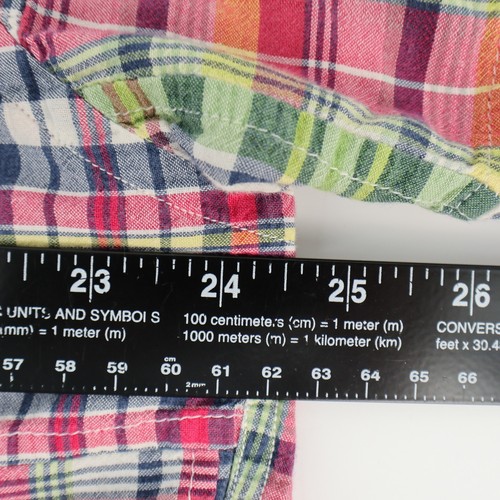 23 24 25 26
UNITS AND SYMBOLS 100 centimeters (cm) = 1 meter (m) CONVERS
mm) = 1 meter (m) 1000 meters (m) = 1 kilometer (km) feet x 30.4
cm
57 58 59 60 61 62 63 64 65 66
2mm